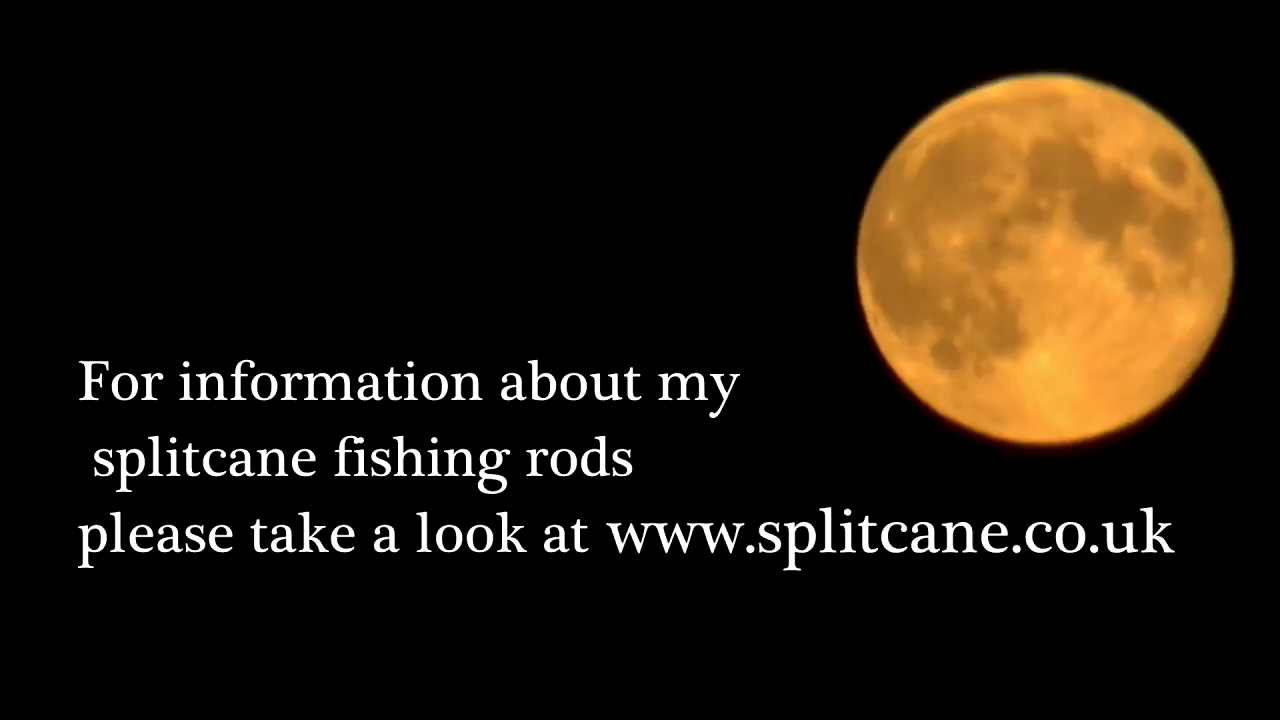 For information about my
splitcane fishing rods
please take a look at www.splitcane.co.uk